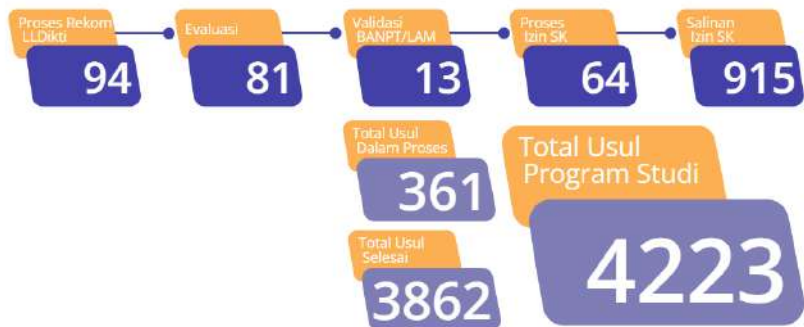 Proses Rekom
LLDikti
94
Evaluasi
81
Validasi
BANPT/LAM
13
Proses
Izin SK
64
Salinan
Izin SK
915
Total Usul
Dalam Proses
361
Total Usul
Selesai
3862
Total Usul
Program Studi
4223